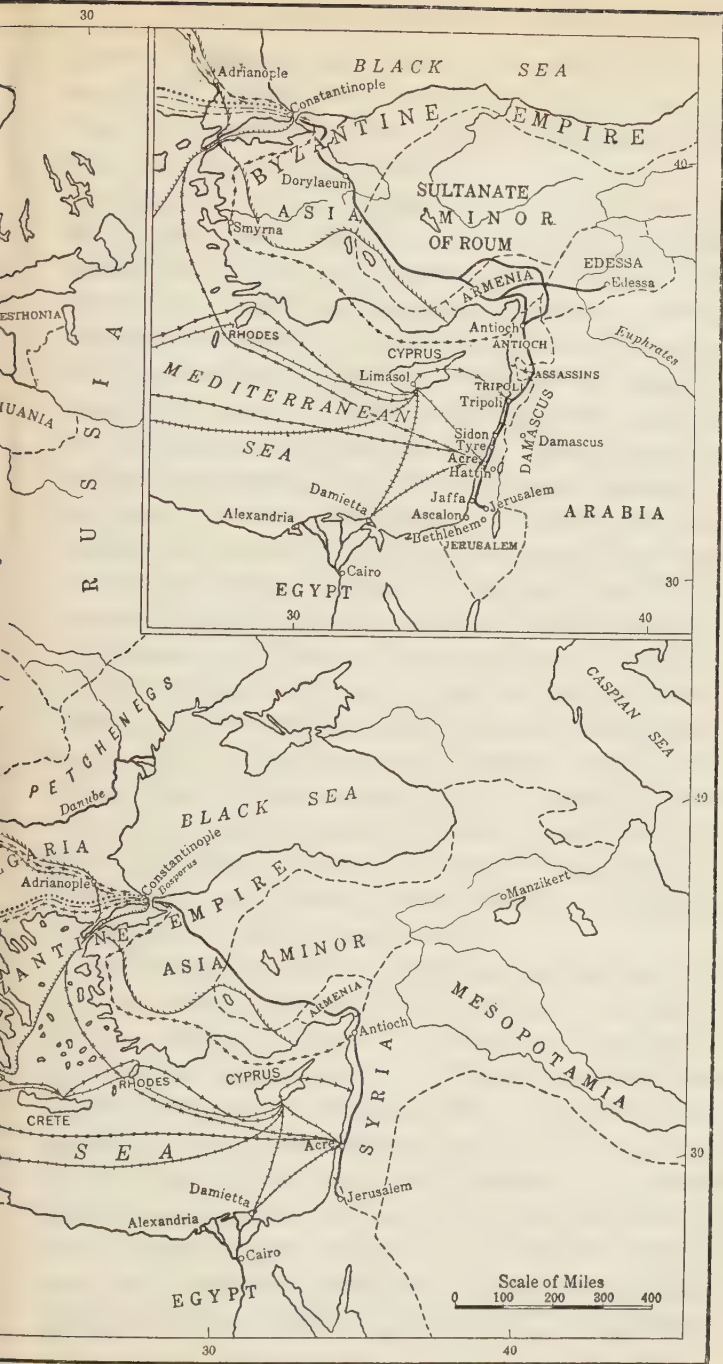 30
Adrianople
BLACK SEA
Constantinople
BYZANTINE EMPIRE
40
Dorylaeum
SULTANATE
ASIA MINOR
OF ROUM
Smyrna
EDESSA
Edessa
ARMENIA
ESTHONIA
Antioch
ANTIOCH
Euphrates
RHODES
CYPRUS
Limasol
ASSASSINS
TRIPOLI
Tripoli
HUANIA
MEDITERRANEAN
SEA
DAMASCUS
Sidon
Tyre
Damascus
Acre
Hattin
RUSSIA
Damietta
Jaffa
Jerusalem
Alexandria
Ascalon
ARABIA
Bethlehem
JERUSALEM
Cairo
EGYPT
30
30
40
PETCHENEGS
CASPIAN SEA
Danube
BLACK SEA
40
GARIA
Constantinople
Bosporus
Adrianople
Manzikert
ANTINE EMPIRE
ASIA MINOR
ARMENIA
MESOPOTAMIA
Antioch
RHODES
CYPRUS
SYRIA
CRETE
SEA
Acre
30
Damietta
Jerusalem
Alexandria
Cairo
EGYPT
Scale of Miles
0 100 200 300 400
30
40